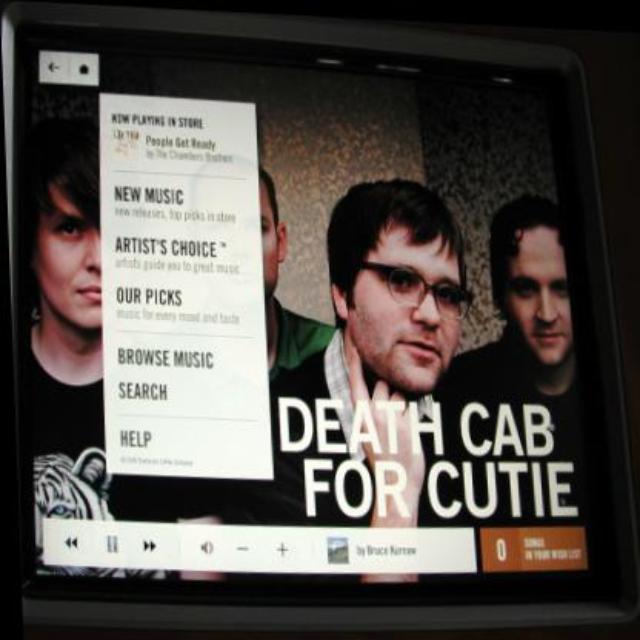 NOW PLAYING IN STORE
People Get Ready
by The Chambers Brothers
NEW MUSIC
new releases, top picks in store
ARTIST'S CHOICE™
artists guide you to great music
OUR PICKS
music for every mood and taste
BROWSE MUSIC
SEARCH
HELP
DEATH CAB
FOR CUTIE
by Bruce Kurnow
0 SONGS
IN YOUR WISH LIST